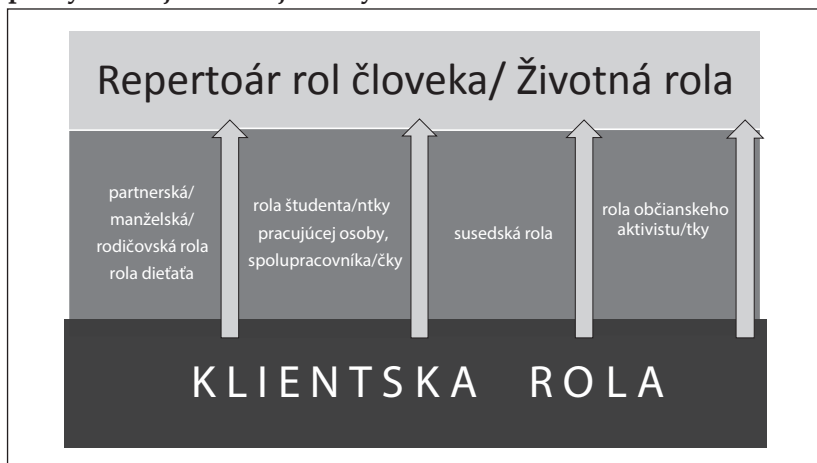 Repertoár rol človeka/ Životná rola
partnerská/
manželská/
rodičovská rola
rola dieťaťa
rola študenta/ntky
pracujúcej osoby,
spolupracovníka/čky
susedská rola
rola občianskeho
aktivistu/tky
KLIENTSKA ROLA